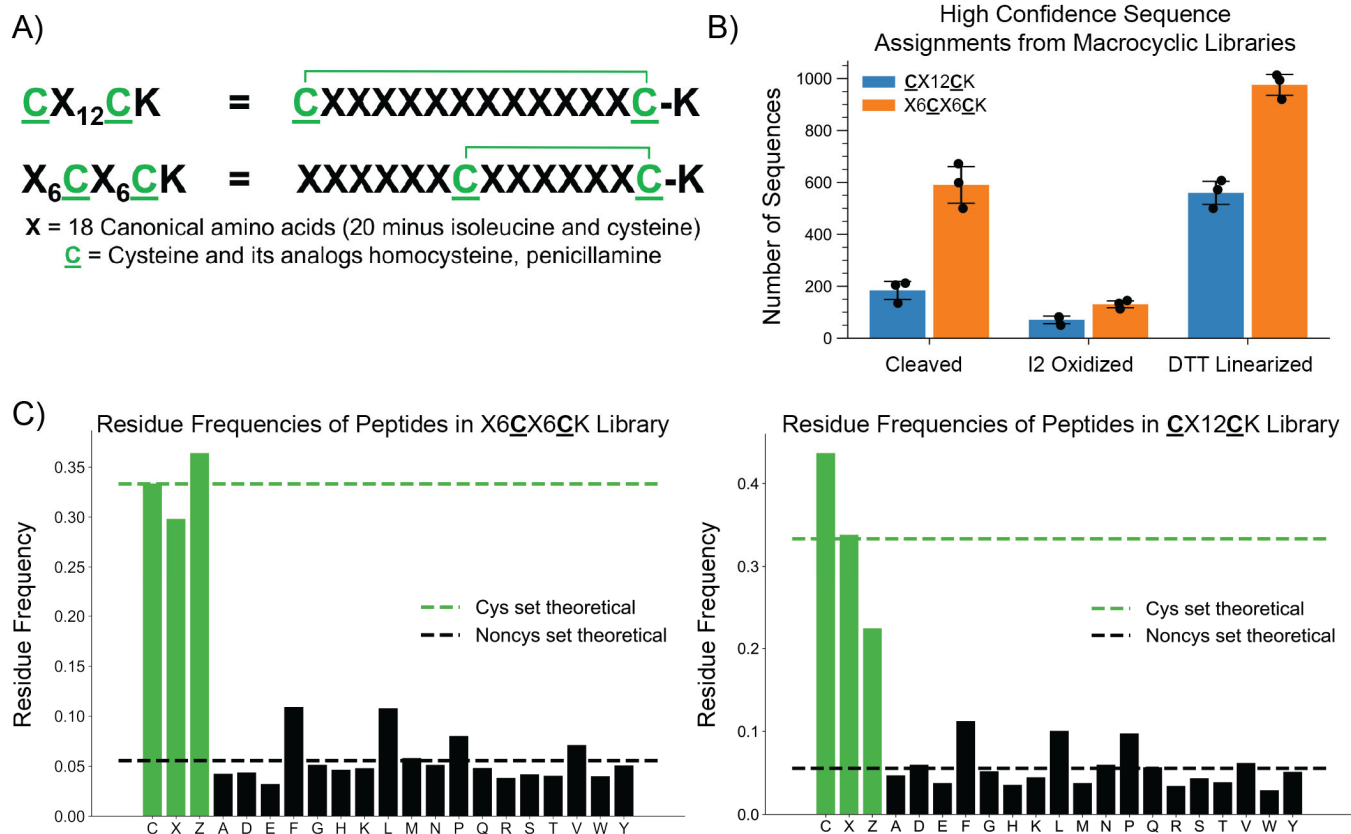 A)
CX12CK = CXXXXXXXXXXXXC-K
X6CX6CK = XXXXXXCXXXXXXC-K
X = 18 Canonical amino acids (20 minus isoleucine and cysteine)
C = Cysteine and its analogs homocysteine, penicillamine
B)
High Confidence Sequence
Assignments from Macrocyclic Libraries
CX12CK
X6CX6CK
Number of Sequences
1000
800
600
400
200
0
Cleaved
I2 Oxidized
DTT Linearized
C)
Residue Frequencies of Peptides in X6CX6CK Library
Residue Frequency
0.35
0.30
0.25
0.20
0.15
0.10
0.05
0.00
Cys set theoretical
Noncys set theoretical
C X Z A D E F G H K L M N P Q R S T V W Y
Residue Frequencies of Peptides in CX12CK Library
Residue Frequency
0.4
0.3
0.2
0.1
0.0
Cys set theoretical
Noncys set theoretical
C X Z A D E F G H K L M N P Q R S T V W Y